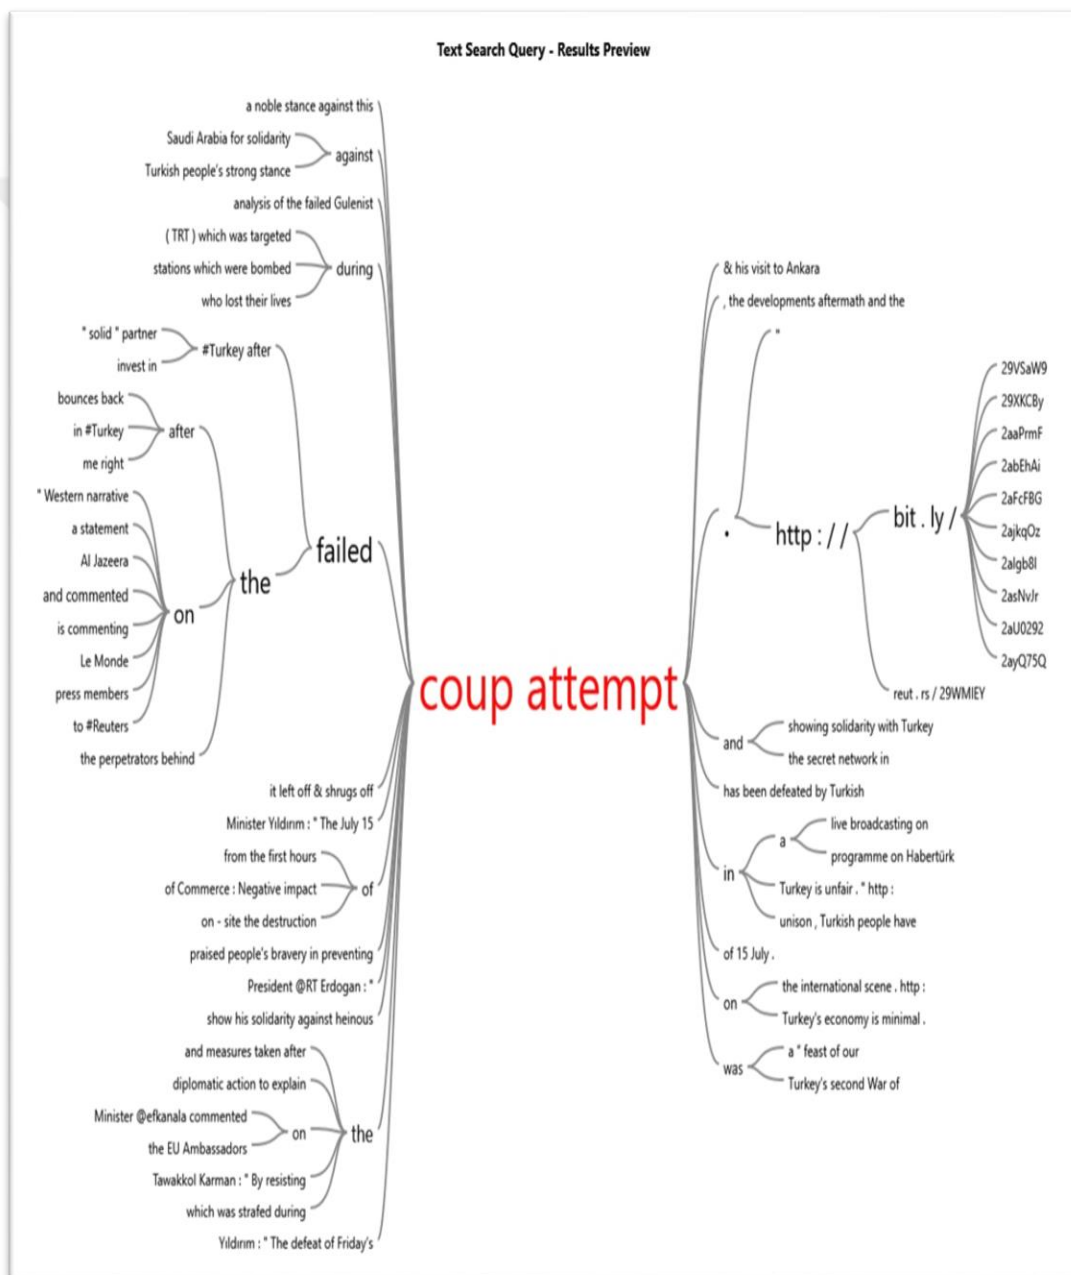 Text Search Query - Results Preview
a noble stance against this
Saudi Arabia for solidarity
Turkish people's strong stance
against
analysis of the failed Gulenist
( TRT ) which was targeted
stations which were bombed
who lost their lives
during
" solid " partner
invest in
#Turkey after
bounces back
in #Turkey
me right
after
" Western narrative
a statement
Al Jazeera
and commented
is commenting
Le Monde
press members
to #Reuters
on
the perpetrators behind
the
failed
it left off & shrugs off
Minister Yıldırım : " The July 15
from the first hours
of Commerce : Negative impact
on - site the destruction
of
praised people's bravery in preventing
President @RT Erdogan : "
show his solidarity against heinous
and measures taken after
diplomatic action to explain
Minister @efkanala commented
the EU Ambassadors
on
Tawakkol Karman : " By resisting
which was strafed during
the
Yıldırım : " The defeat of Friday's
coup attempt
& his visit to Ankara
, the developments aftermath and the
"
.
http : / /
bit . ly /
29VSaW9
29XKCBy
2aaPrmF
2abEhAi
2aFcFBG
2ajkqOz
2algb8I
2asNvJr
2aU0292
2ayQ75Q
reut . rs / 29WMIEY
and
showing solidarity with Turkey
the secret network in
has been defeated by Turkish
in
a
live broadcasting on
programme on Habertürk
Turkey is unfair . " http :
unison , Turkish people have
of 15 July .
on
the international scene . http :
Turkey's economy is minimal .
was
a " feast of our
Turkey's second War of